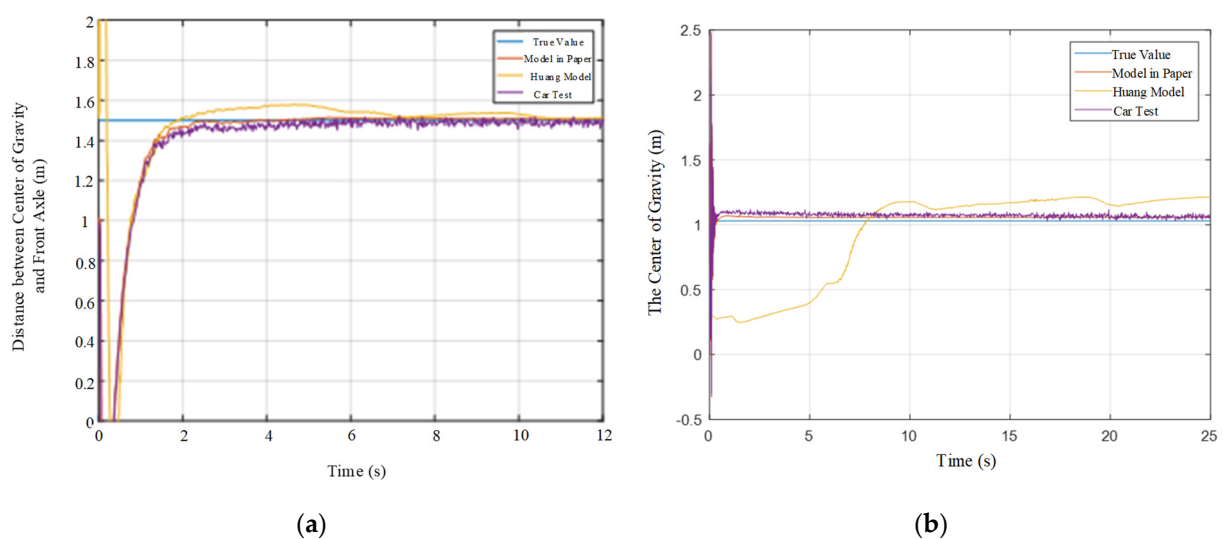 2
1.8
1.6
1.4
1.2
1
0.8
0.6
0.4
0.2
0
0
2
4
6
8
10
12
Distance between Center of Gravity
and Front Axle (m)
Time (s)
True Value
Model in Paper
Huang Model
Car Test
(a)
2.5
2
1.5
1
0.5
0
-0.5
0
5
10
15
20
25
The Center of Gravity (m)
Time (s)
True Value
Model in Paper
Huang Model
Car Test
(b)